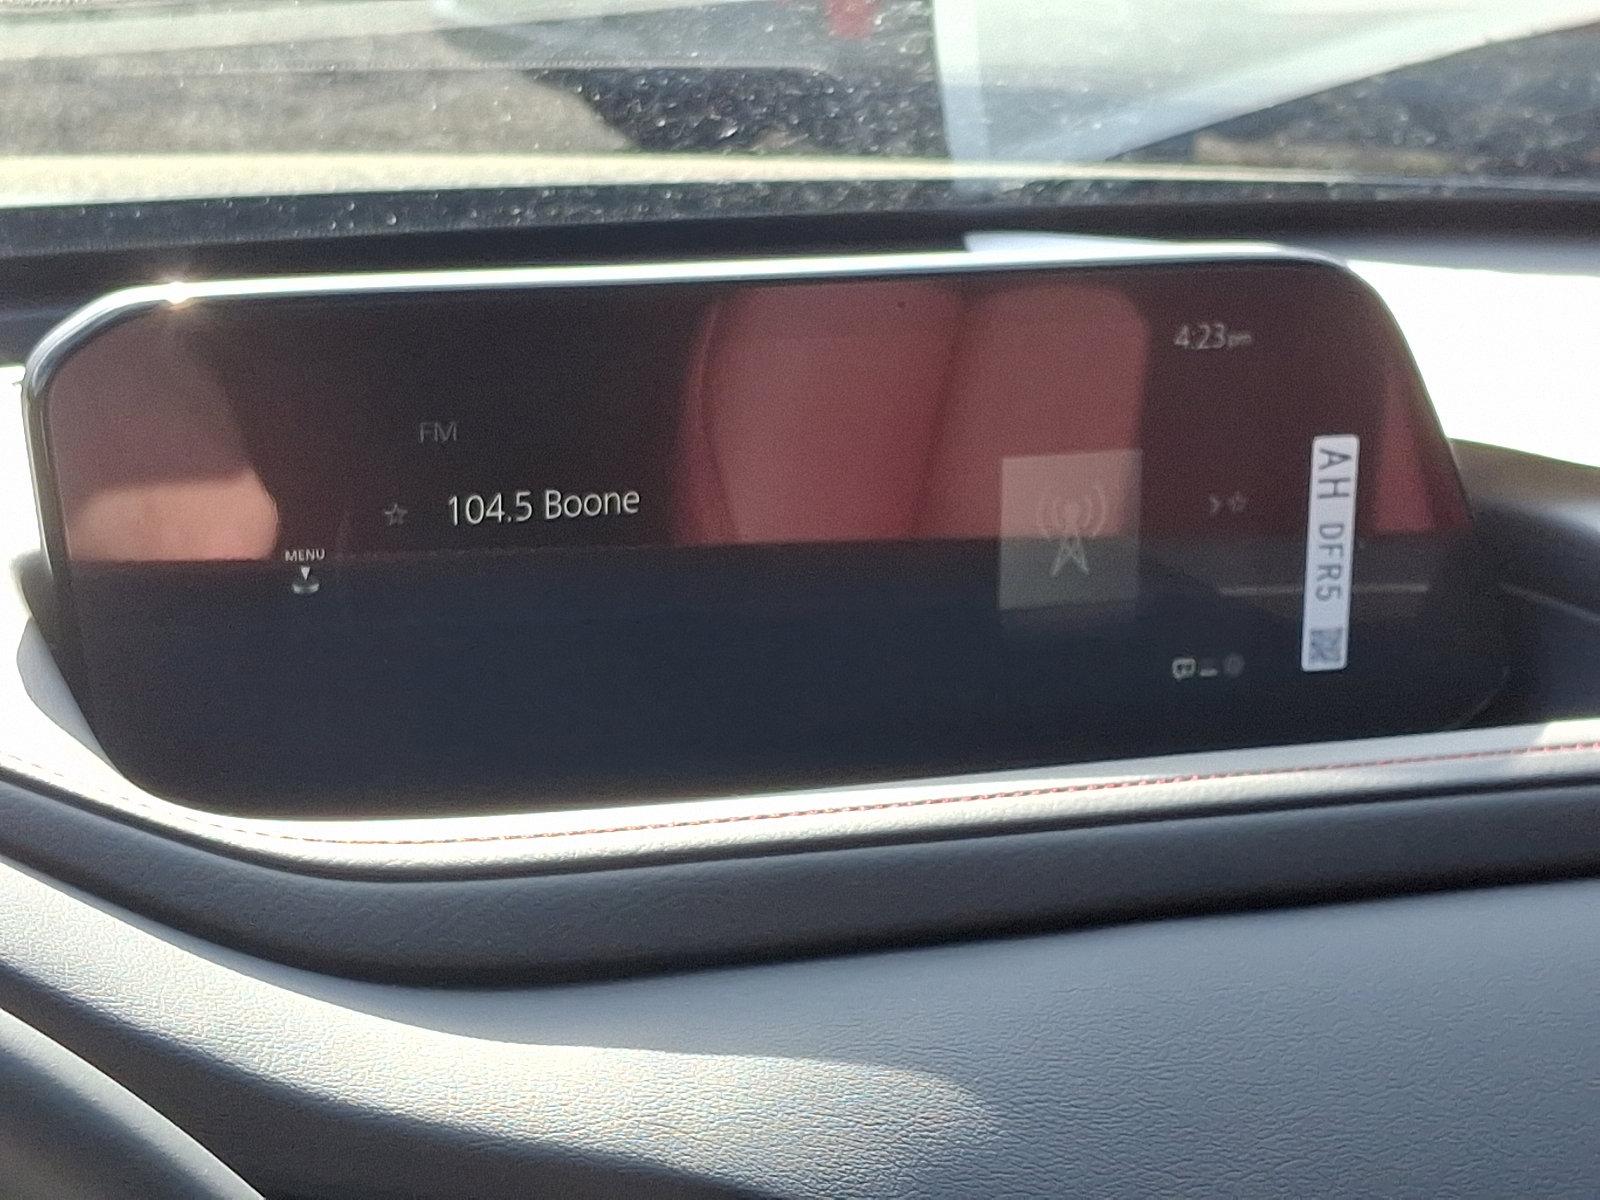 4:23pm
FM
104.5 Boone
MENU
AH DFR5